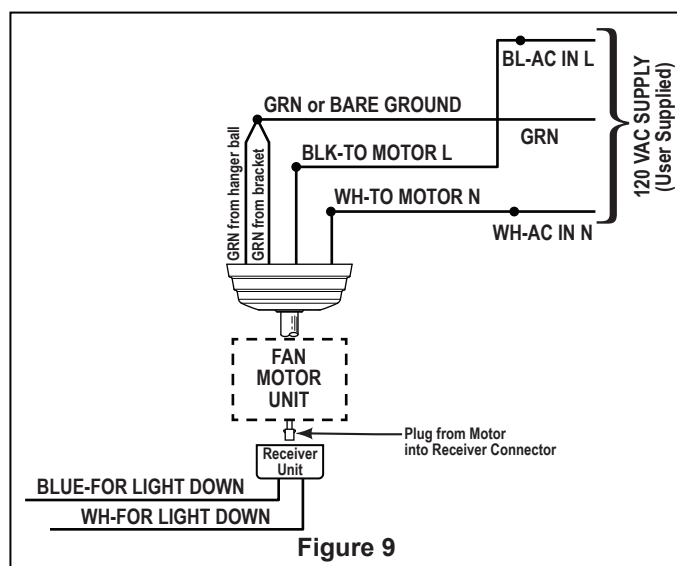 BL-AC IN L
GRN or BARE GROUND
GRN
BLK-TO MOTOR L
WH-TO MOTOR N
WH-AC IN N
120 VAC SUPPLY
(User Supplied)
GRN from hanger ball
GRN from bracket
FAN
MOTOR
UNIT
Plug from Motor
into Receiver Connector
Receiver
Unit
BLUE-FOR LIGHT DOWN
WH-FOR LIGHT DOWN
Figure 9